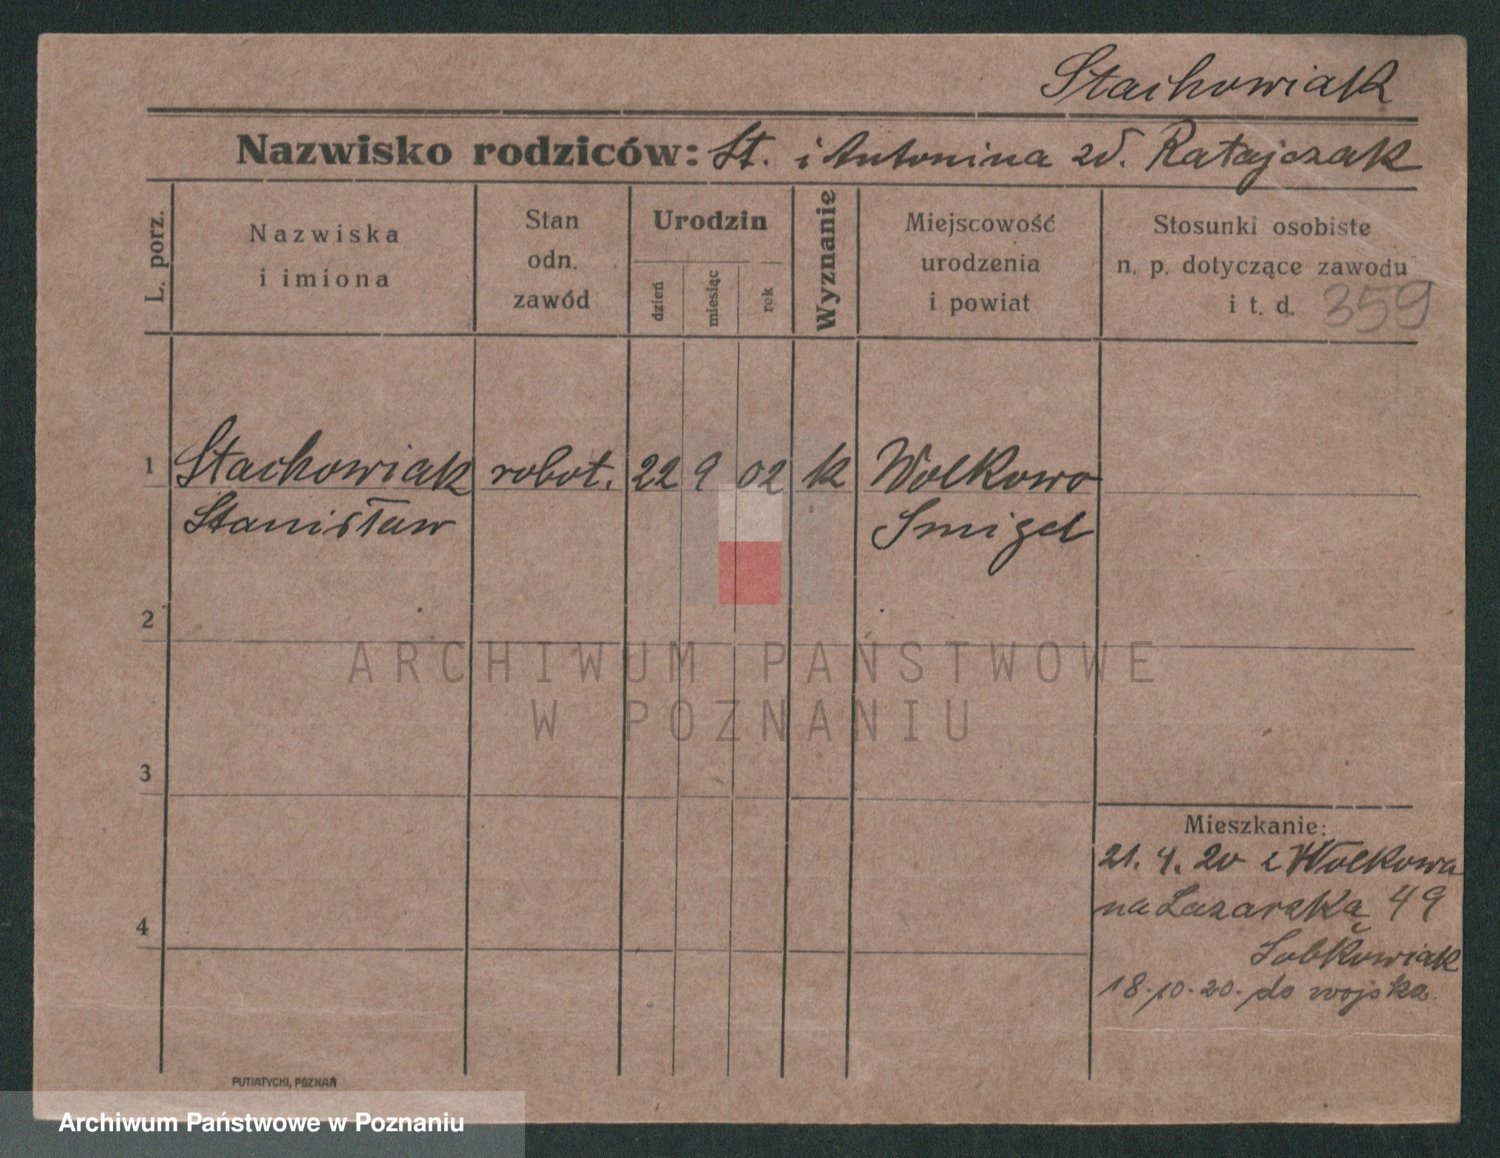 Stachowiak
Nazwisko rodziców: St. i Antonina zd. Ratajczak
L. porz.
Nazwiska
i imiona
Stan
odn.
zawód
Urodzin
dzień
miesiąc
rok
Wyznanie
Miejscowość
urodzenia
i powiat
Stosunki osobiste
n. p. dotyczące zawodu
i t. d. 359
1 Stachowiak robot. 22 9 02 k Wolkowo
Stanisław Smigel
2
ARCHIWUM PAŃSTWOWE
W POZNANIU
3
Mieszkanie:
21. 4. 20 z Wolkowa
na Łazarską 49
4
Sobkowiak
18.10.20. do wojska.
PUTIATYCKI, POZNAŃ
Archiwum Państwowe w Poznaniu